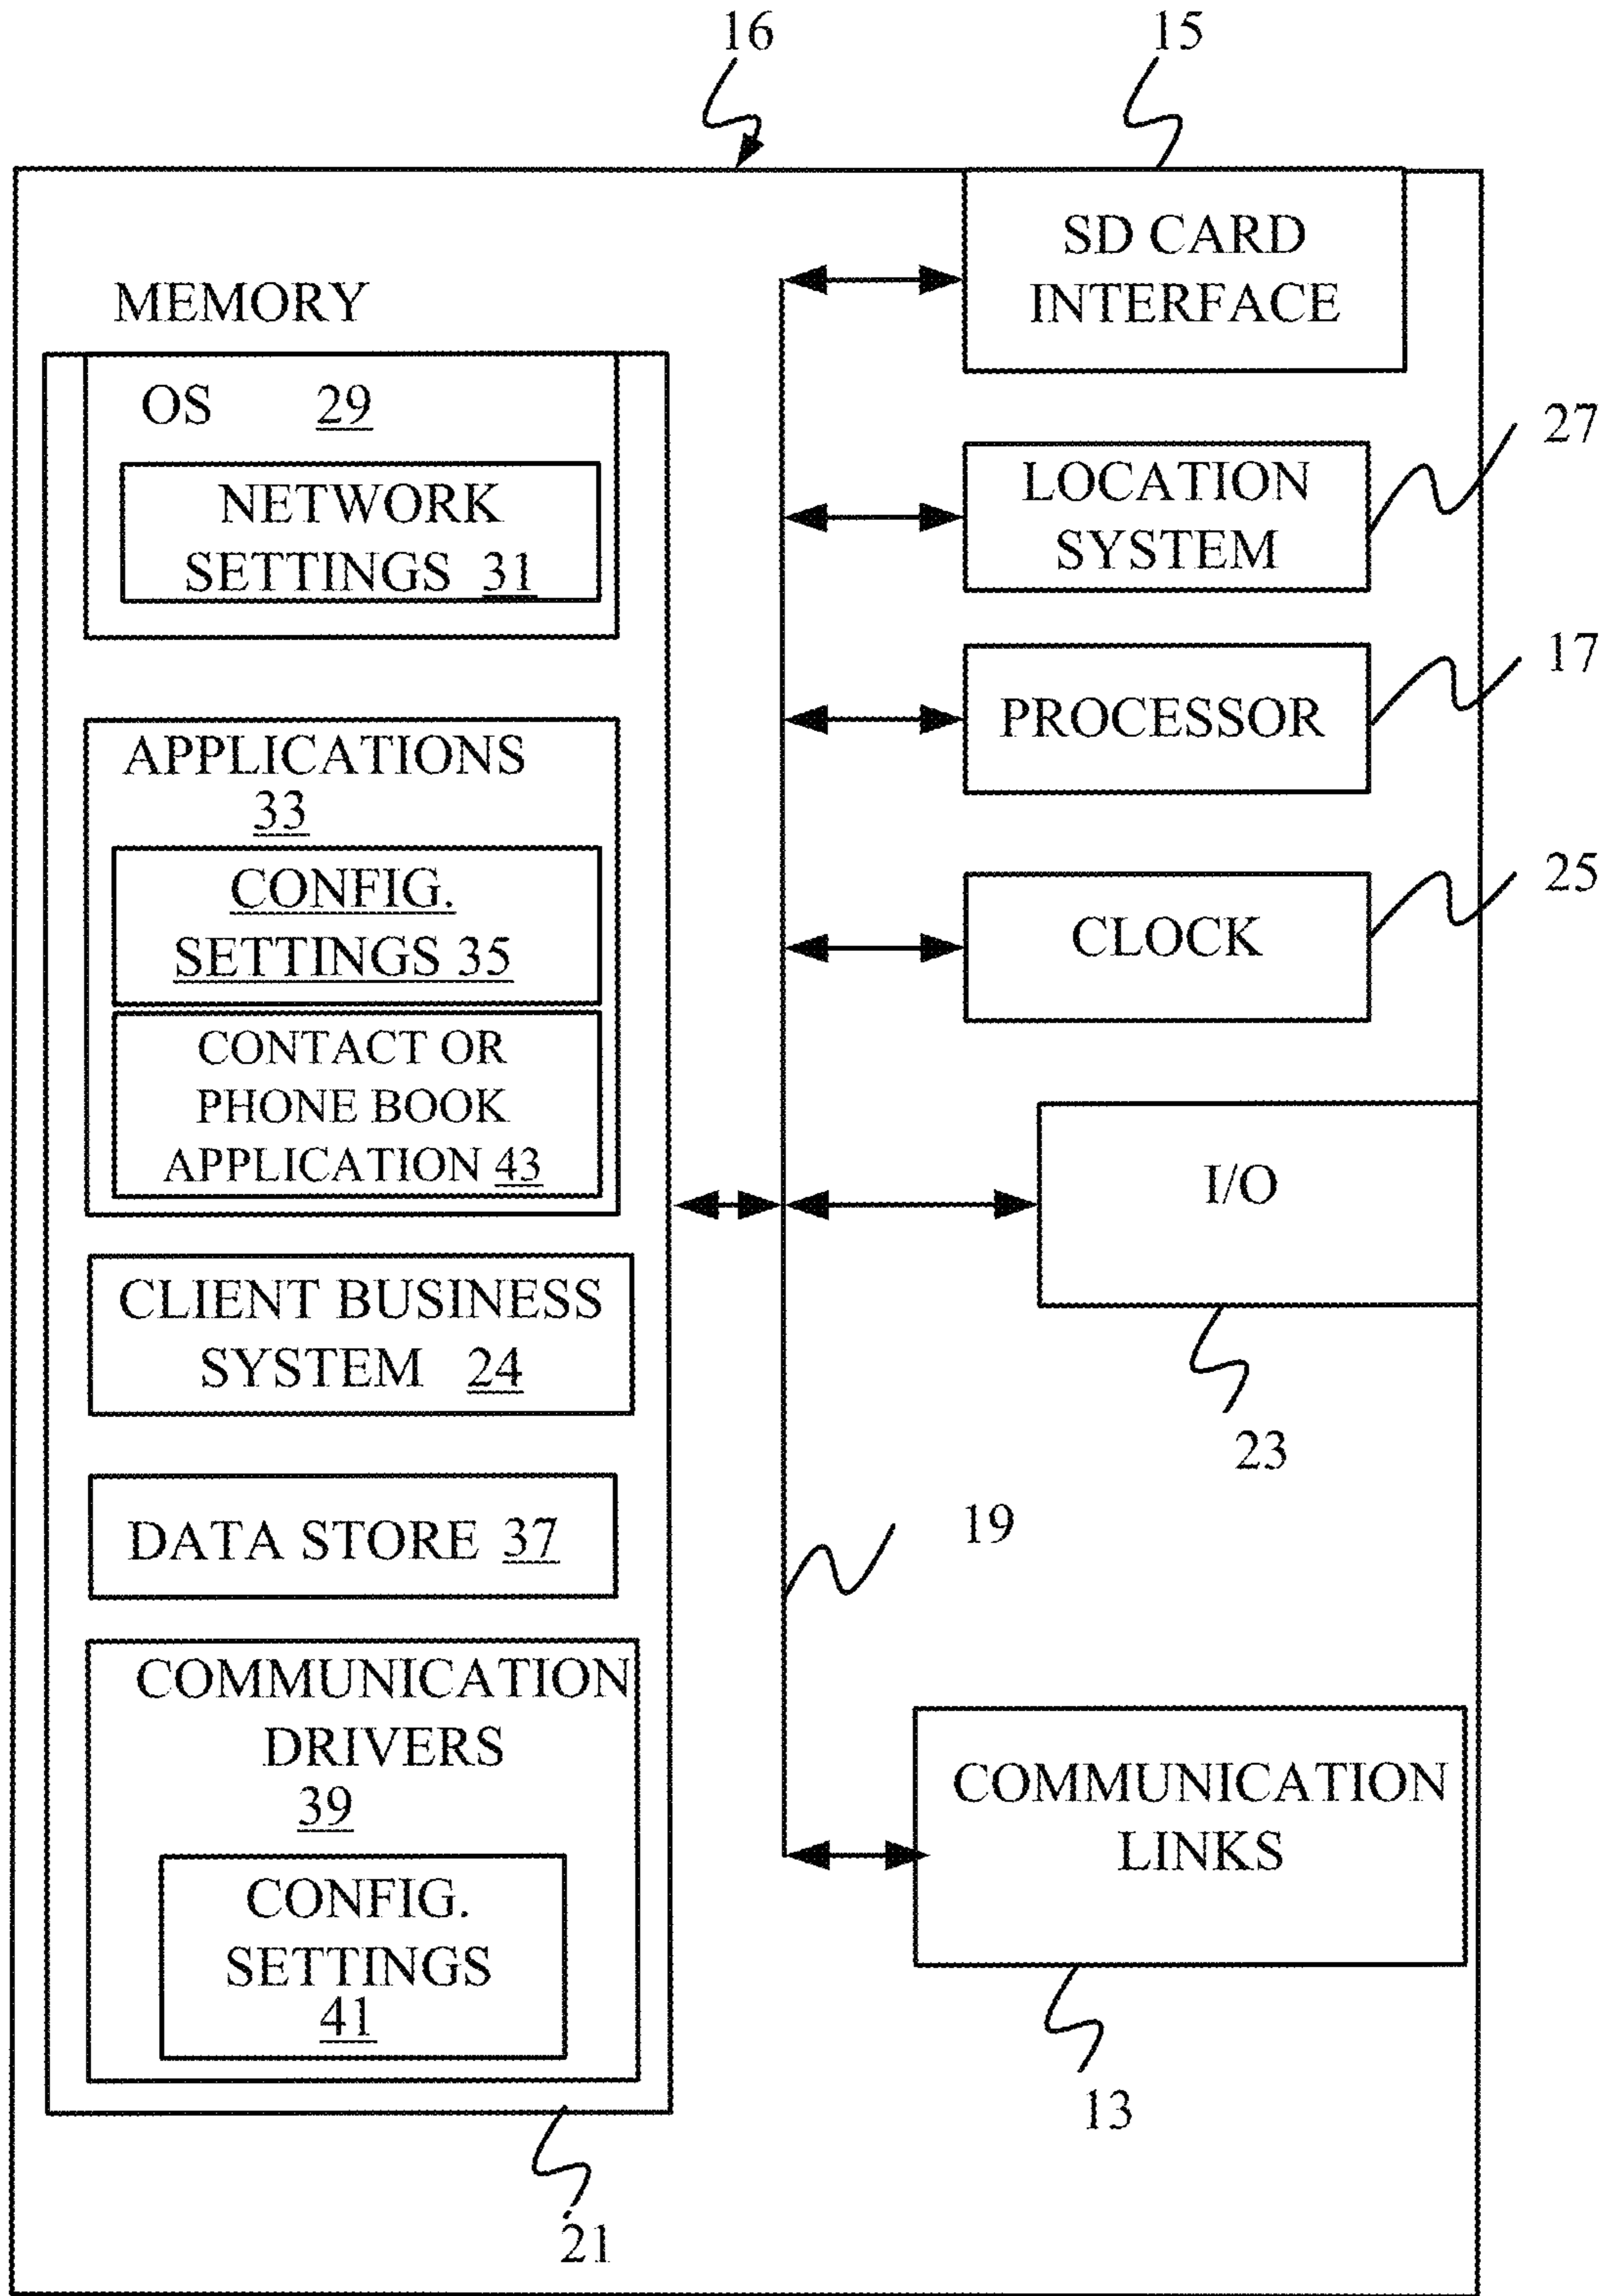 16
15
SD CARD
INTERFACE
MEMORY
OS 29
NETWORK
SETTINGS 31
27
LOCATION
SYSTEM
17
PROCESSOR
APPLICATIONS
33
CONFIG.
SETTINGS 35
25
CLOCK
CONTACT OR
PHONE BOOK
APPLICATION 43
I/O
23
CLIENT BUSINESS
SYSTEM 24
19
DATA STORE 37
COMMUNICATION
DRIVERS
39
CONFIG.
SETTINGS
41
COMMUNICATION
LINKS
13
21